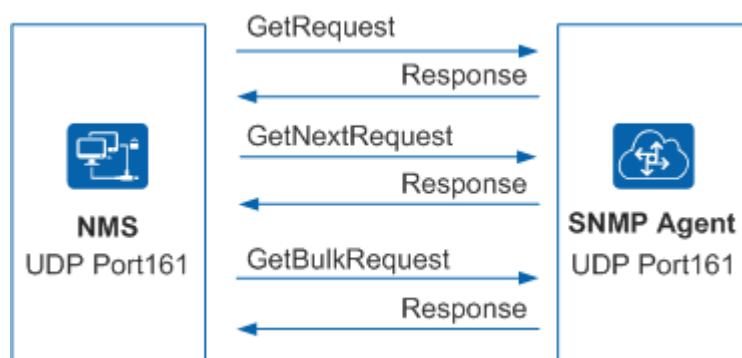 GetRequest
Response
GetNextRequest
Response
NMS
UDP Port161
SNMP Agent
UDP Port161
GetBulkRequest
Response